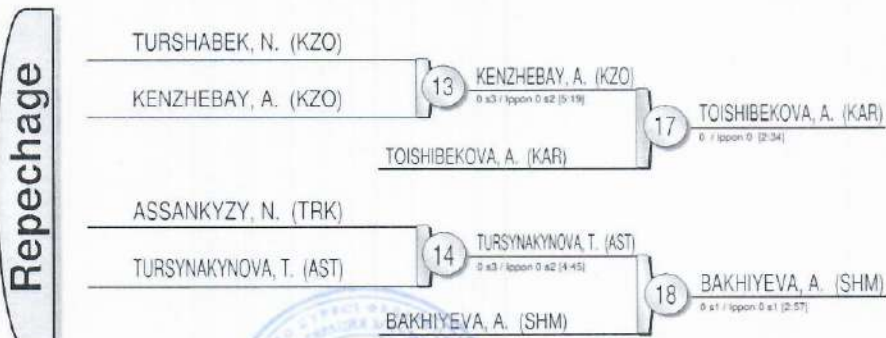 Repechage
TURSHABEK, N. (KZO)
KENZHEBAY, A. (KZO)
13
KENZHEBAY, A. (KZO)
0 s3 / Ippon 0 s2 [5:19]
TOISHIBEKOVA, A. (KAR)
17
TOISHIBEKOVA, A. (KAR)
0 / Ippon 0 [2:34]
ASSANKYZY, N. (TRK)
TURSYNAKYNOVA, T. (AST)
14
TURSYNAKYNOVA, T. (AST)
0 s3 / Ippon 0 s2 [4:45]
BAKHIYEVA, A. (SHM)
18
BAKHIYEVA, A. (SHM)
0 s1 / Ippon 0 s1 [2:57]